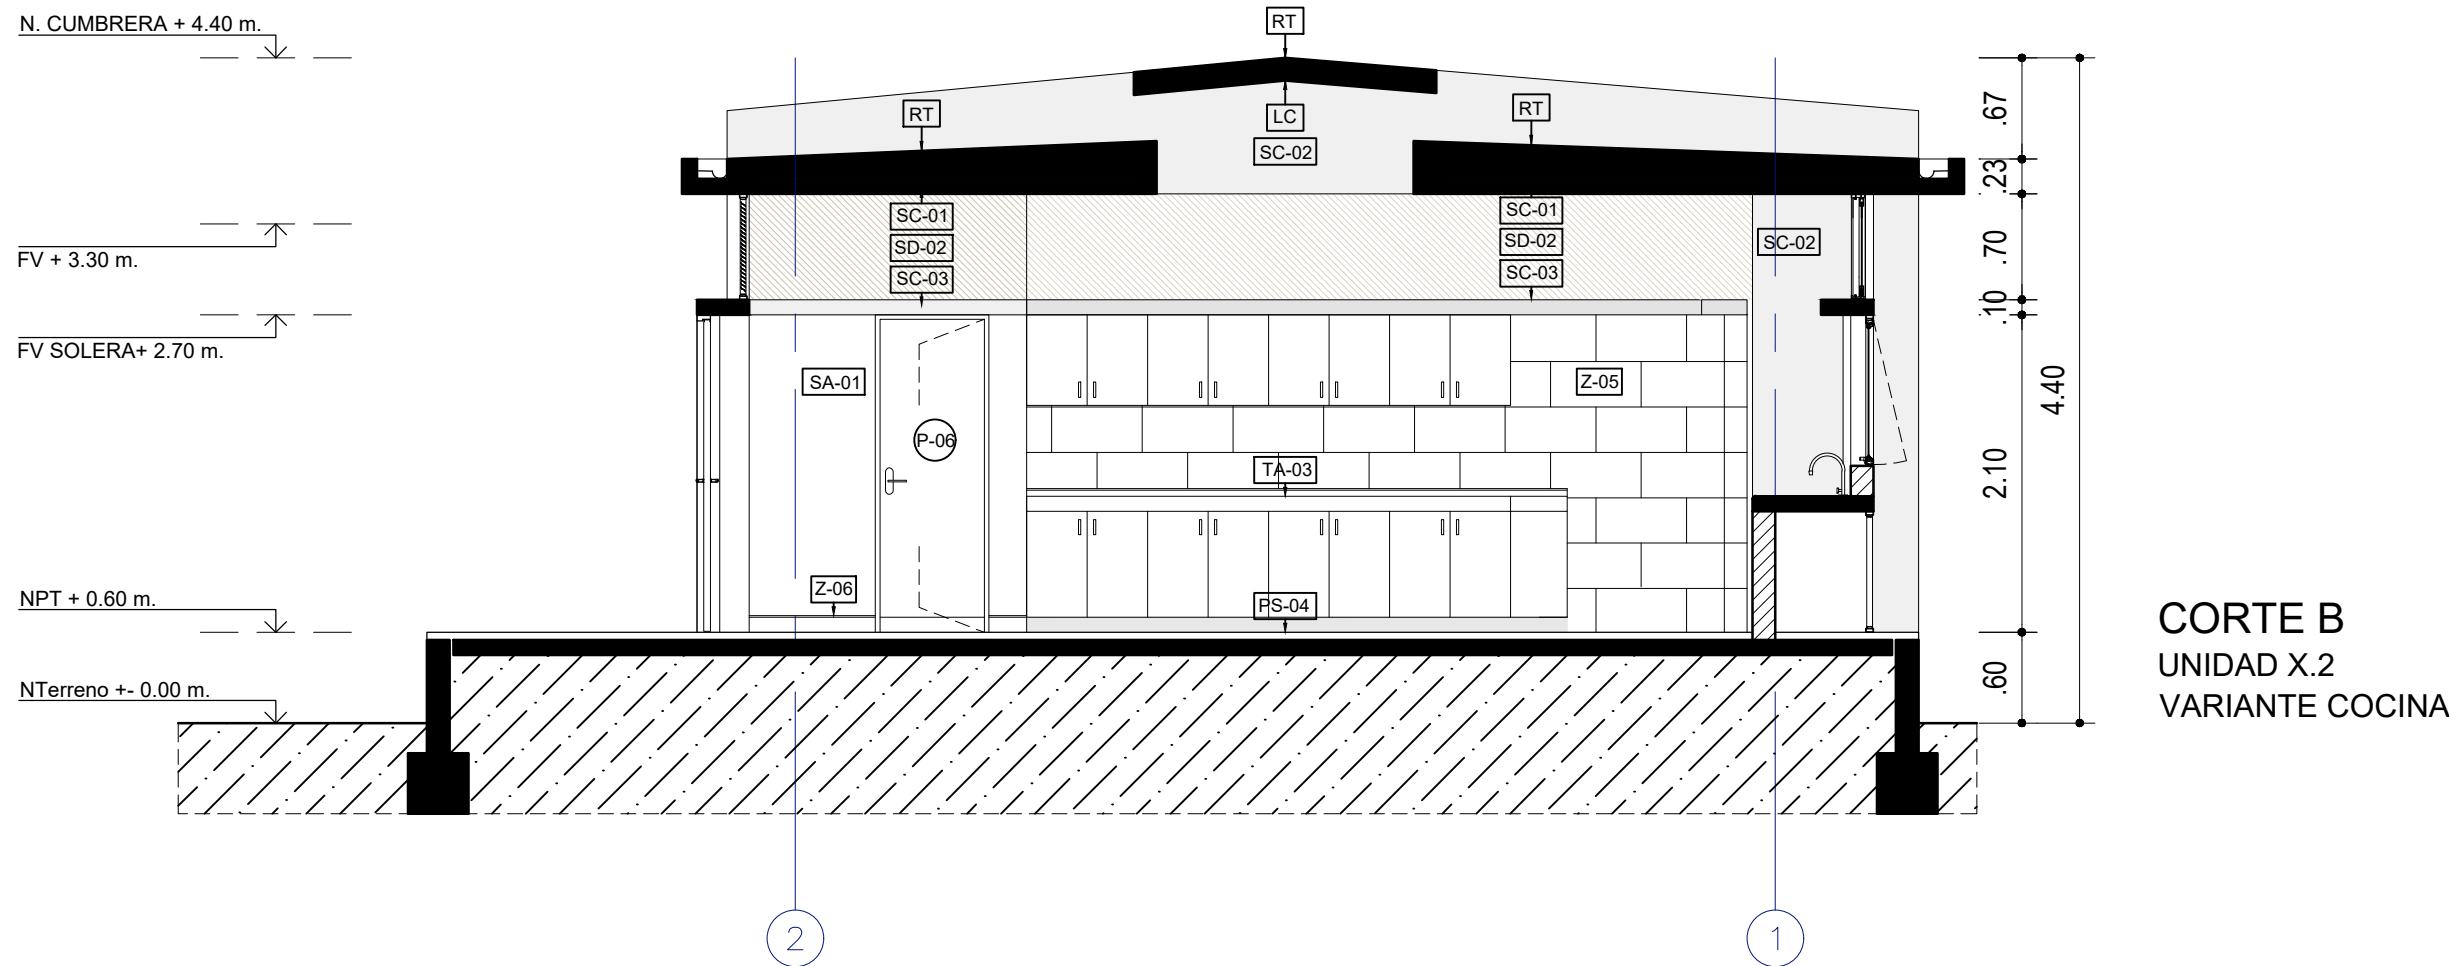 N. CUMBRERA + 4.40 m.
RT
RT
LC
RT
SC-02
.67
.23
SC-01
SD-02
SC-03
SC-01
SD-02
SC-03
SC-02
.70
FV + 3.30 m.
.10
FV SOLERA+ 2.70 m.
SA-01
Z-05
4.40
P-06
TA-03
2.10
Z-06
PS-04
NPT + 0.60 m.
.60
NTerreno +- 0.00 m.
CORTE B
UNIDAD X.2
VARIANTE COCINA
2
1